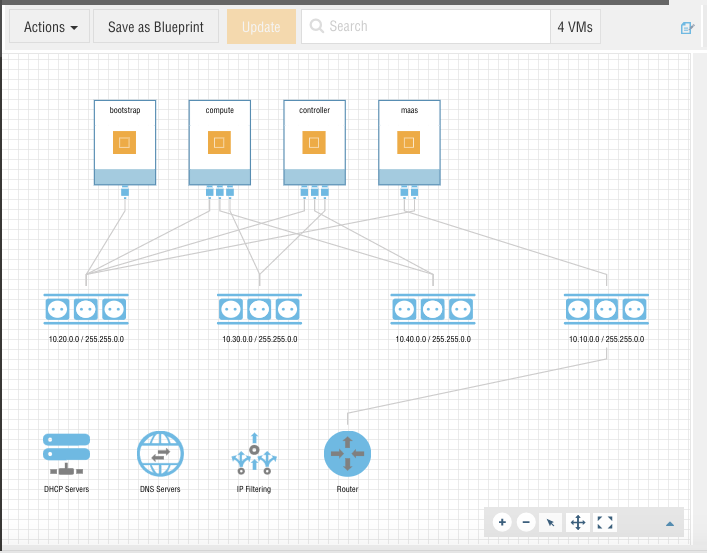 Actions
Save as Blueprint
Update
Search
4 VMs
bootstrap
compute
controller
maas
10.20.0.0 / 255.255.0.0
10.30.0.0 / 255.255.0.0
10.40.0.0 / 255.255.0.0
10.10.0.0 / 255.255.0.0
DHCP Servers
DNS Servers
IP Filtering
Router